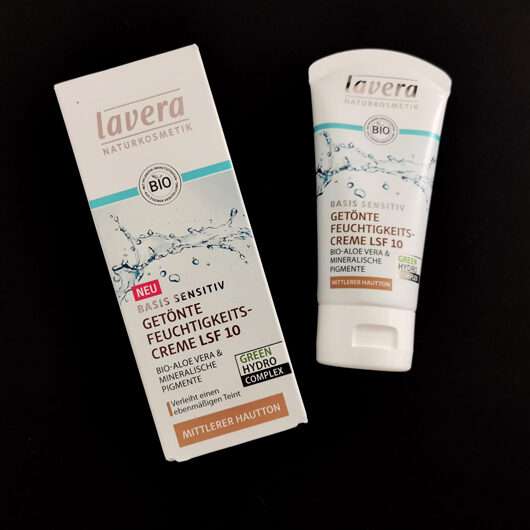 lavera
NATURKOSMETIK
BIO
NEU
BASIS SENSITIV
GETÖNTE
FEUCHTIGKEITS-
CREME LSF 10
BIO-ALOE VERA &
MINERALISCHE
PIGMENTE
GREEN
HYDRO
COMPLEX
Verleiht einen
ebenmäßigen Teint
MITTLERER HAUTTON
lavera
NATURKOSMETIK
BIO
BASIS SENSITIV
GETÖNTE
FEUCHTIGKEITS-
CREME LSF 10
BIO-ALOE VERA &
MINERALISCHE
PIGMENTE
GREEN
HYDRO
COMPLEX
MITTLERER HAUTTON